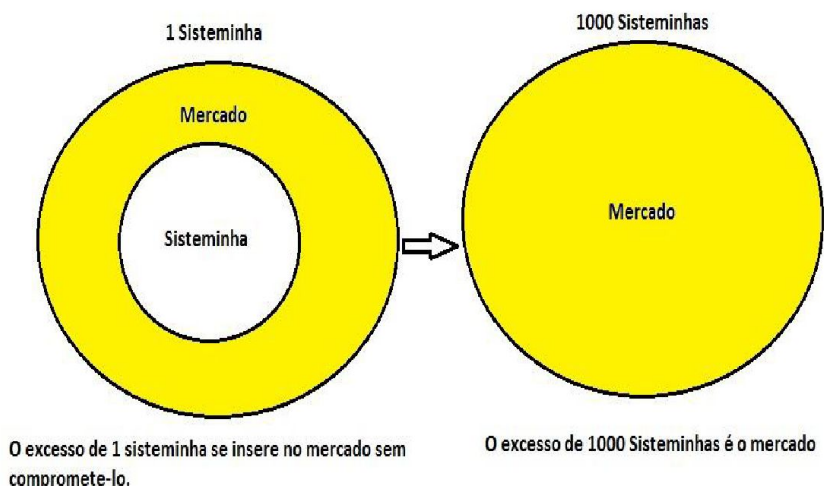 1 Sisteminha
Mercado
Sisteminha
O excesso de 1 sisteminha se insere no mercado sem
compromete-lo.
1000 Sisteminhas
Mercado
O excesso de 1000 Sisteminhas é o mercado